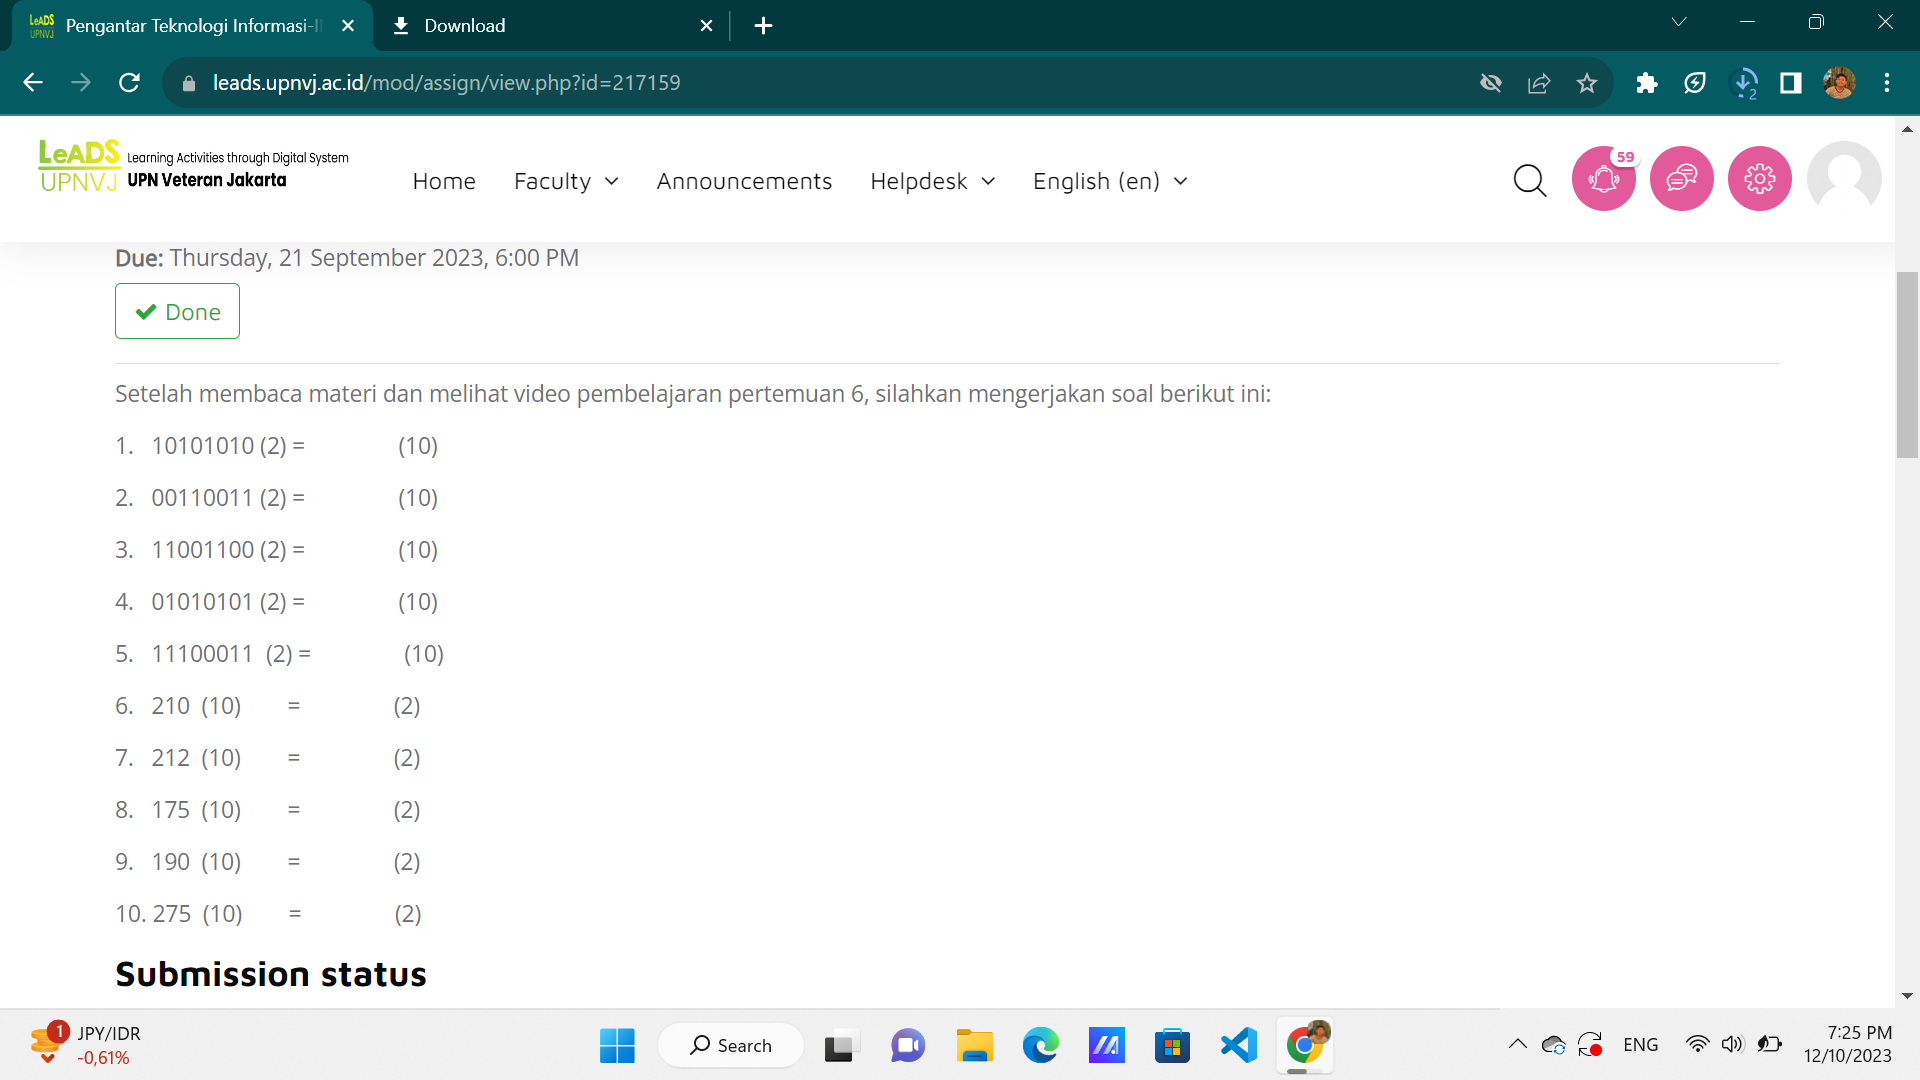 Pengantar Teknologi Informasi-I
Download
leads.upnvj.ac.id/mod/assign/view.php?id=217159
2
LeADS
UPNVJ
Learning Activities through Digital System
UPN Veteran Jakarta
Home
Faculty
Announcements
Helpdesk
English (en)
59
Due: Thursday, 21 September 2023, 6:00 PM
Done
Setelah membaca materi dan melihat video pembelajaran pertemuan 6, silahkan mengerjakan soal berikut ini:
1. 10101010 (2) = (10)
2. 00110011 (2) = (10)
3. 11001100 (2) = (10)
4. 01010101 (2) = (10)
5. 11100011 (2) = (10)
6. 210 (10) = (2)
7. 212 (10) = (2)
8. 175 (10) = (2)
9. 190 (10) = (2)
10. 275 (10) = (2)
Submission status
1
JPY/IDR
-0,61%
Search
ENG
7:25 PM
12/10/2023